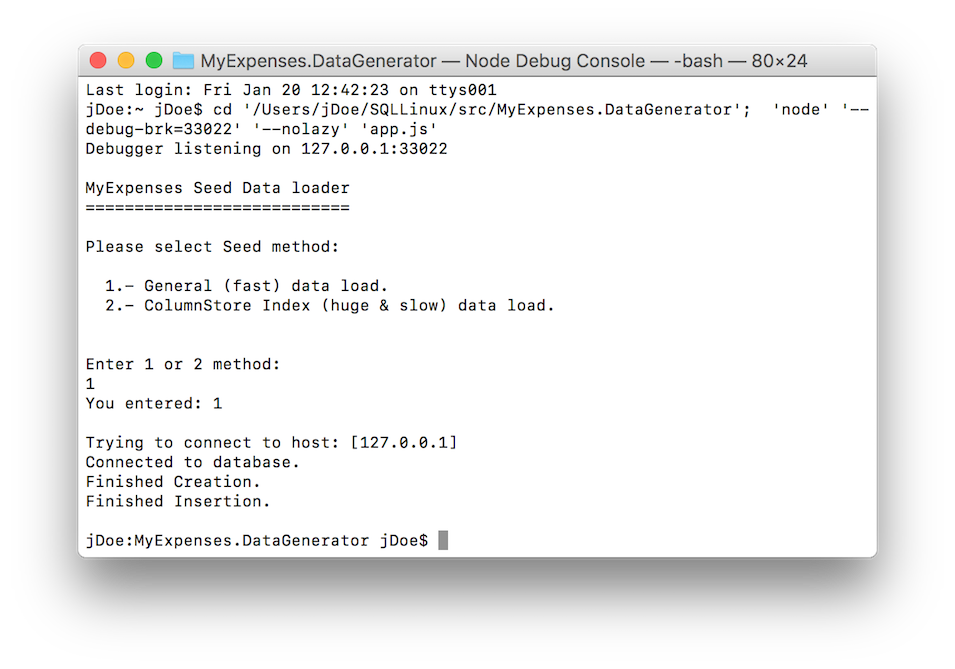 MyExpenses.DataGenerator — Node Debug Console — -bash — 80×24
Last login: Fri Jan 20 12:42:23 on ttys001
jDoe:~ jDoe$ cd '/Users/jDoe/SQLLinux/src/MyExpenses.DataGenerator';  'node' '--
debug-brk=33022' '--nolazy' 'app.js'
Debugger listening on 127.0.0.1:33022
MyExpenses Seed Data loader
===========================
Please select Seed method:
  1.- General (fast) data load.
  2.- ColumnStore Index (huge & slow) data load.
Enter 1 or 2 method:
1
You entered: 1
Trying to connect to host: [127.0.0.1]
Connected to database.
Finished Creation.
Finished Insertion.
jDoe:MyExpenses.DataGenerator jDoe$